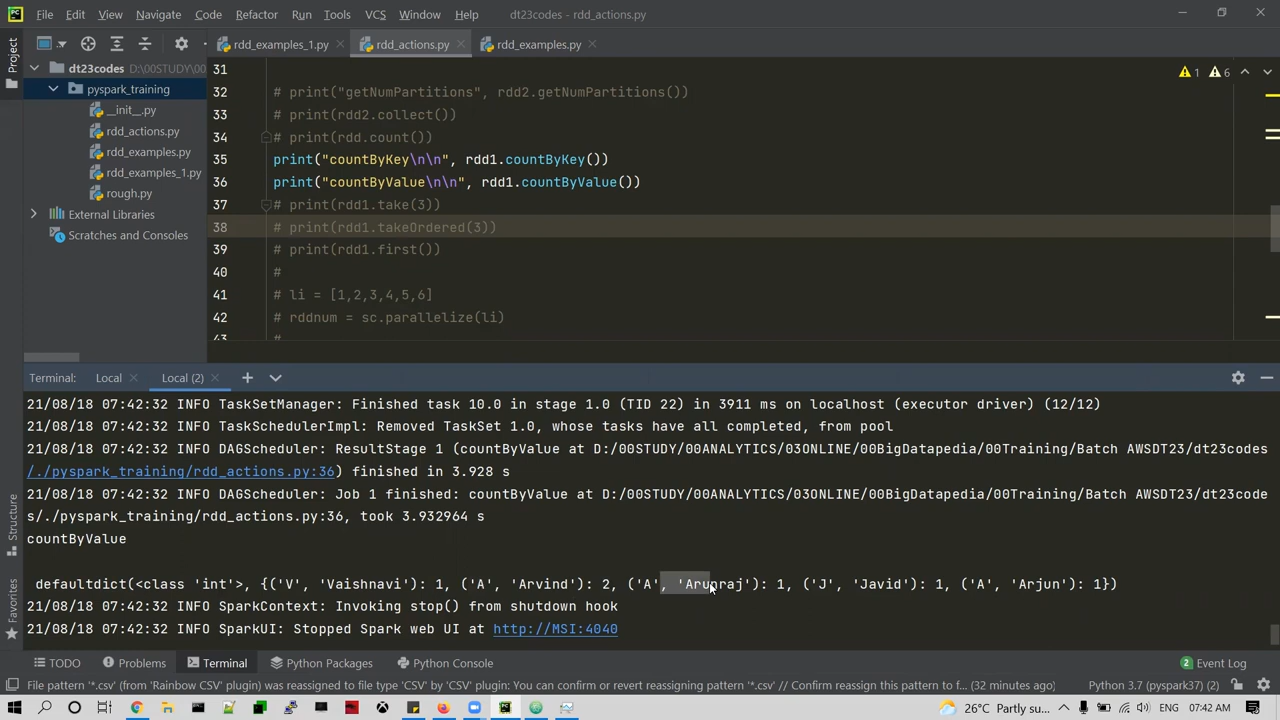 File Edit View Navigate Code Refactor Run Tools VCS Window Help dt23codes - rdd_actions.py
Project
rdd_examples_1.py rdd_actions.py rdd_examples.py
dt23codes D:\00STUDY\00
pyspark_training
__init__.py
rdd_actions.py
rdd_examples.py
rdd_examples_1.py
rough.py
External Libraries
Scratches and Consoles
1 6
31
32 # print("getNumPartitions", rdd2.getNumPartitions())
33 # print(rdd2.collect())
34 # print(rdd.count())
35 print("countByKey\n\n", rdd1.countByKey())
36 print("countByValue\n\n", rdd1.countByValue())
37 # print(rdd1.take(3))
38 # print(rdd1.takeOrdered(3))
39 # print(rdd1.first())
40 #
41 # li = [1,2,3,4,5,6]
42 # rddnum = sc.parallelize(li)
43 #
Terminal: Local Local (2)
21/08/18 07:42:32 INFO TaskSetManager: Finished task 10.0 in stage 1.0 (TID 22) in 3911 ms on localhost (executor driver) (12/12)
21/08/18 07:42:32 INFO TaskSchedulerImpl: Removed TaskSet 1.0, whose tasks have all completed, from pool
21/08/18 07:42:32 INFO DAGScheduler: ResultStage 1 (countByValue at D:/00STUDY/00ANALYTICS/03ONLINE/00BigDatapedia/00Training/Batch AWSDT23/dt23codes
/./pyspark_training/rdd_actions.py:36) finished in 3.928 s
21/08/18 07:42:32 INFO DAGScheduler: Job 1 finished: countByValue at D:/00STUDY/00ANALYTICS/03ONLINE/00BigDatapedia/00Training/Batch AWSDT23/dt23code
s/./pyspark_training/rdd_actions.py:36, took 3.932964 s
countByValue
defaultdict(<class 'int'>, {('V', 'Vaishnavi'): 1, ('A', 'Arvind'): 2, ('A', 'Arunraj'): 1, ('J', 'Javid'): 1, ('A', 'Arjun'): 1})
21/08/18 07:42:32 INFO SparkContext: Invoking stop() from shutdown hook
21/08/18 07:42:32 INFO SparkUI: Stopped Spark web UI at http://MSI:4040
Structure
Favorites
TODO Problems Terminal Python Packages Python Console 2 Event Log
File pattern '*.csv' (from 'Rainbow CSV' plugin) was reassigned to file type 'CSV' by 'CSV' plugin: You can confirm or revert reassigning pattern '*.csv' // Confirm reassign this pattern to f... (32 minutes ago) Python 3.7 (pyspark37) (2)
26°C Partly su... ENG 07:42 AM